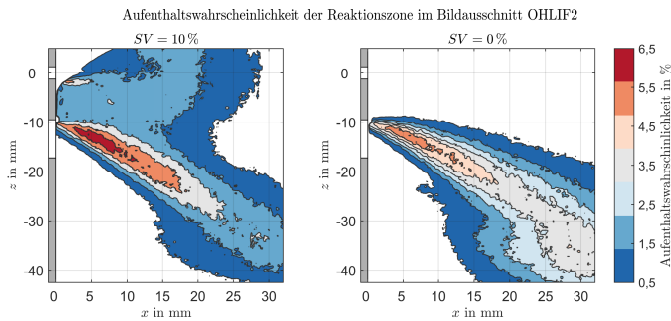 Aufenthaltswahrscheinlichkeit der Reaktionszone im Bildausschnitt OHLIF2
SV = 10 %
SV = 0 %
0
-10
-20
-30
-40
z in mm
0 5 10 15 20 25 30
x in mm
0
-10
-20
-30
-40
z in mm
0 5 10 15 20 25 30
x in mm
6,5
5,5
4,5
3,5
2,5
1,5
0,5
Aufenthaltswahrscheinlichkeit in %